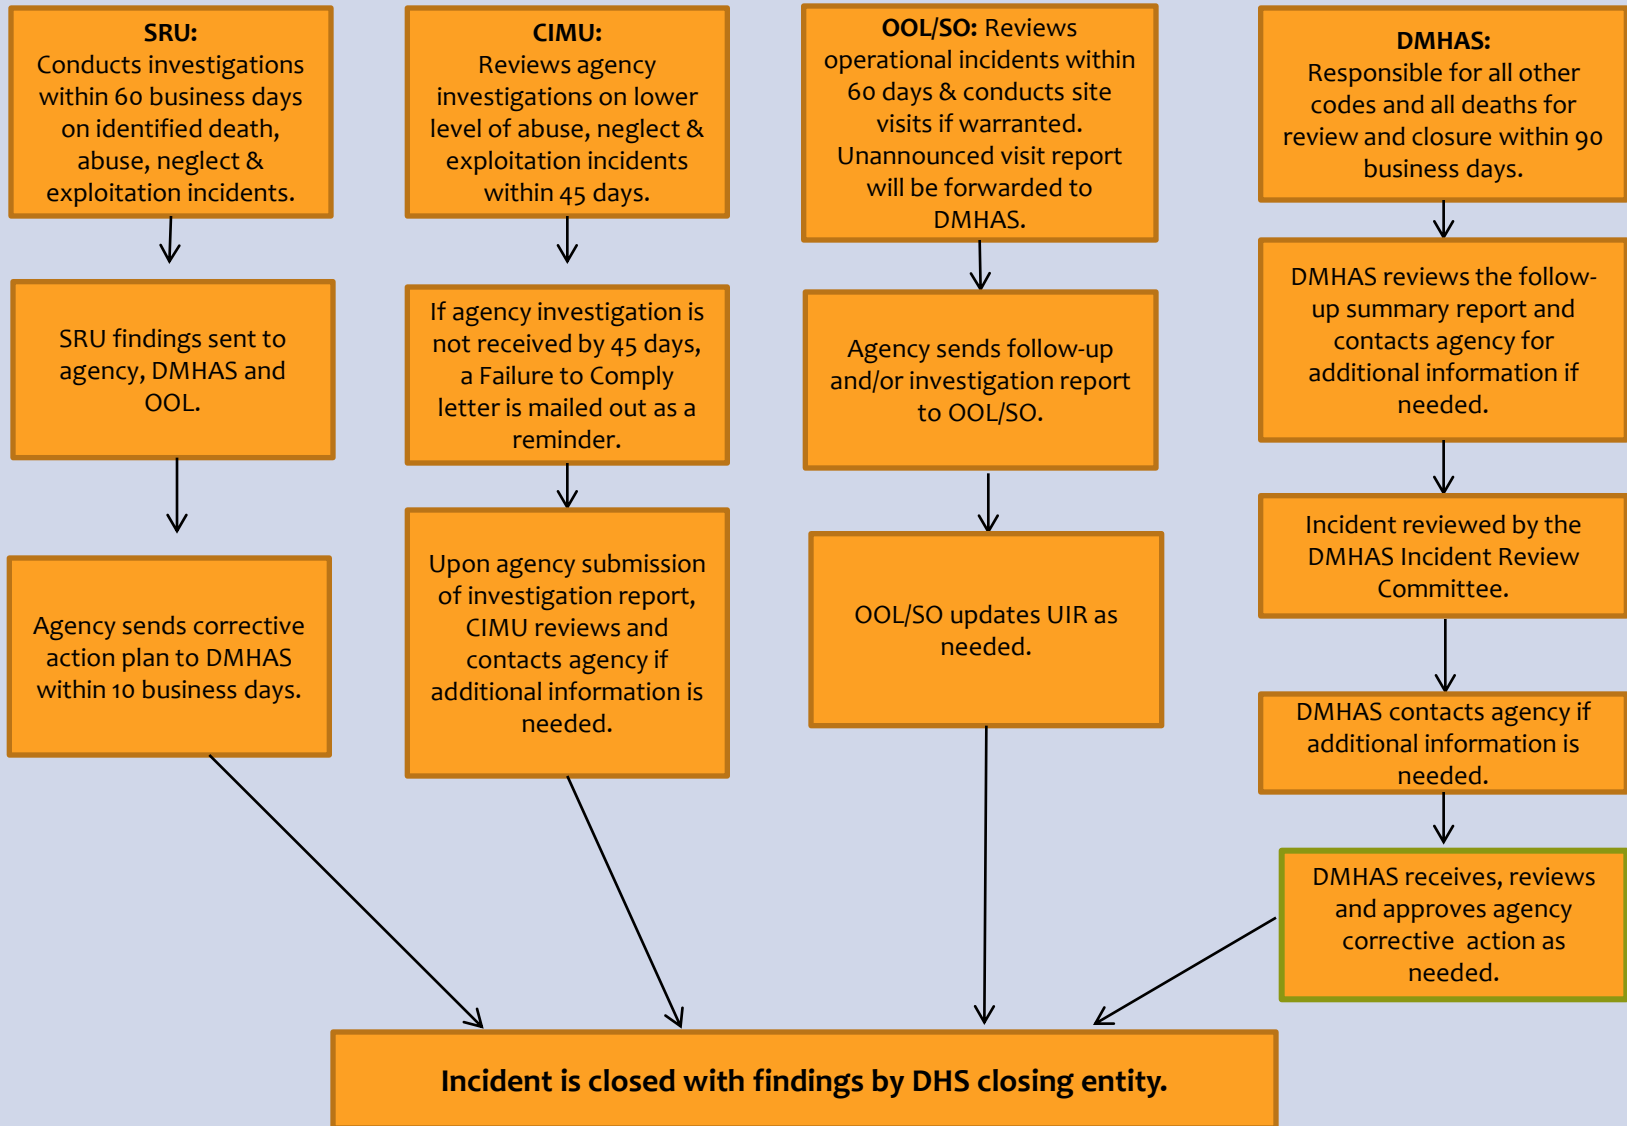 SRU:
Conducts investigations
within 60 business days
on identified death,
abuse, neglect &
exploitation incidents.
SRU findings sent to
agency, DMHAS and
OOL.
Agency sends corrective
action plan to DMHAS
within 10 business days.
CIMU:
Reviews agency
investigations on lower
level of abuse, neglect &
exploitation incidents
within 45 days.
If agency investigation is
not received by 45 days,
a Failure to Comply
letter is mailed out as a
reminder.
Upon agency submission
of investigation report,
CIMU reviews and
contacts agency if
additional information is
needed.
OOL/SO: Reviews
operational incidents within
60 days & conducts site
visits if warranted.
Unannounced visit report
will be forwarded to
DMHAS.
Agency sends follow-up
and/or investigation report
to OOL/SO.
OOL/SO updates UIR as
needed.
DMHAS:
Responsible for all other
codes and all deaths for
review and closure within 90
business days.
DMHAS reviews the follow-
up summary report and
contacts agency for
additional information if
needed.
Incident reviewed by the
DMHAS Incident Review
Committee.
DMHAS contacts agency if
additional information is
needed.
DMHAS receives, reviews
and approves agency
corrective action as
needed.
Incident is closed with findings by DHS closing entity.